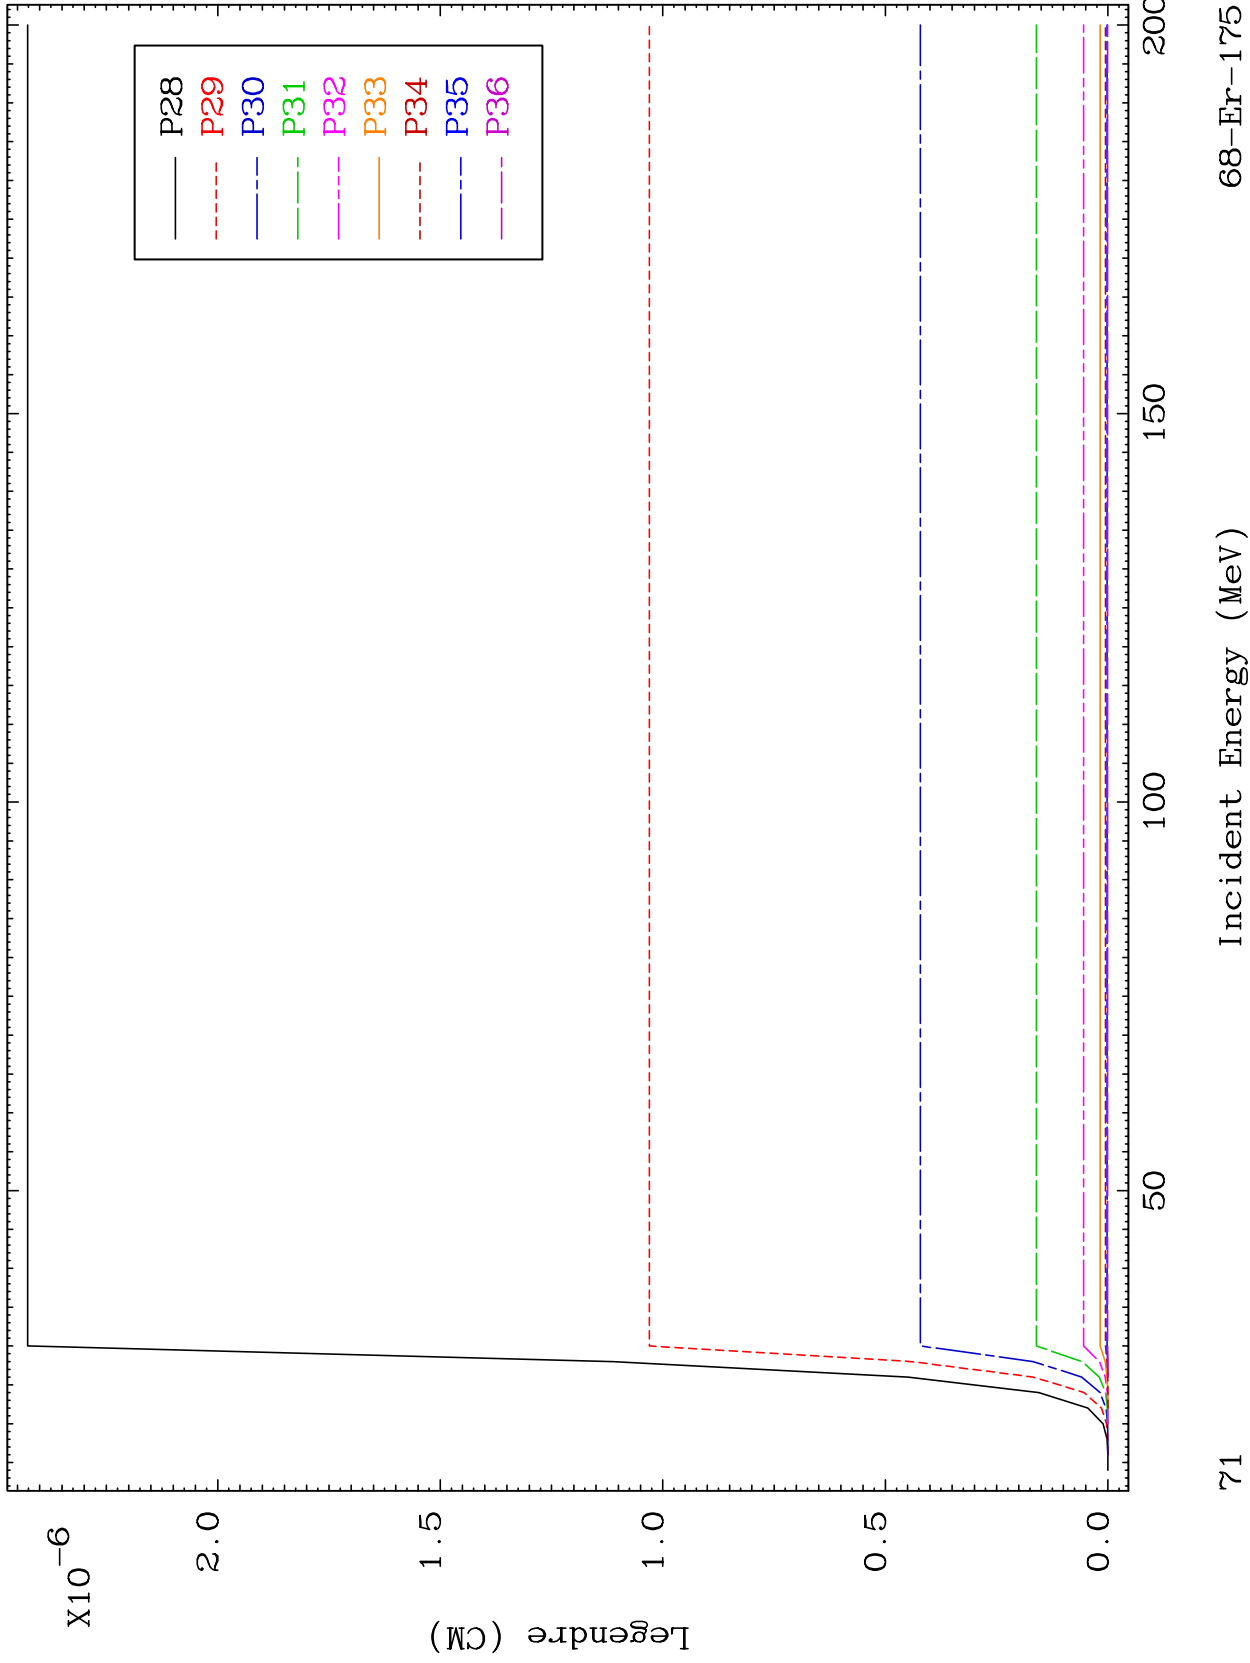 X10-6
2.0
1.5
1.0
0.5
0.0
Legendre (CM)
P28
P29
P30
P31
P32
P33
P34
P35
P36
50
100
150
200
Incident Energy (MeV)
71
68-Er-175